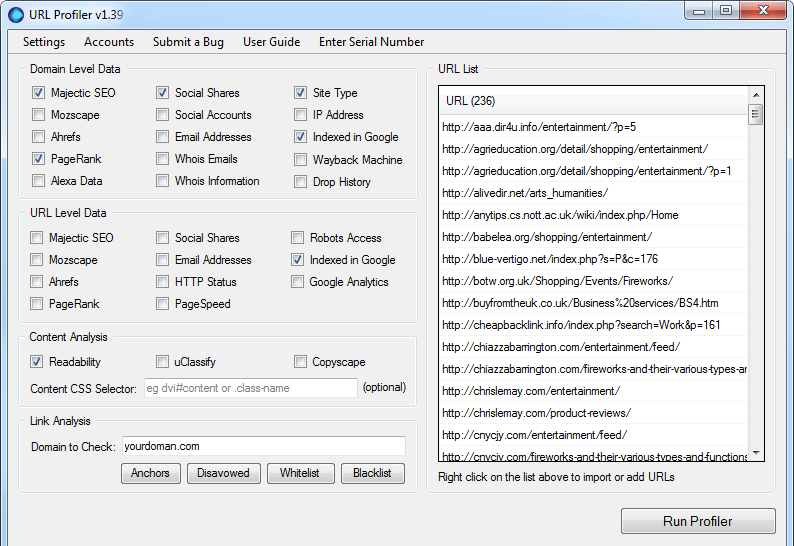 URL Profiler v1.39
Settings Accounts Submit a Bug User Guide Enter Serial Number
Domain Level Data
Majectic SEO Social Shares Site Type
Mozscape Social Accounts IP Address
Ahrefs Email Addresses Indexed in Google
PageRank Whois Emails Wayback Machine
Alexa Data Whois Information Drop History
URL Level Data
Majectic SEO Social Shares Robots Access
Mozscape Email Addresses Indexed in Google
Ahrefs HTTP Status Google Analytics
PageRank PageSpeed
Content Analysis
Readability uClassify Copyscape
Content CSS Selector: eg dvi#content or .class-name (optional)
Link Analysis
Domain to Check: yourdoman.com
Anchors Disavowed Whitelist Blacklist
URL List
URL (236)
http://aaa.dir4u.info/entertainment/?p=5
http://agrieducation.org/detail/shopping/entertainment/
http://agrieducation.org/detail/shopping/entertainment/?p=1
http://alivedir.net/arts_humanities/
http://anytips.cs.nott.ac.uk/wiki/index.php/Home
http://babelea.org/shopping/entertainment/
http://blue-vertigo.net/index.php?s=P&c=176
http://botw.org.uk/Shopping/Events/Fireworks/
http://buyfromtheuk.co.uk/Business%20services/BS4.htm
http://cheapbacklink.info/index.php?search=Work&p=161
http://chiazzabarrington.com/entertainment/feed/
http://chiazzabarrington.com/fireworks-and-their-various-types-an
http://chrislemay.com/entertainment/
http://chrislemay.com/product-reviews/
http://cnycjy.com/entertainment/feed/
http://cnycjy.com/fireworks-and-their-various-types-and-functions
Right click on the list above to import or add URLs
Run Profiler